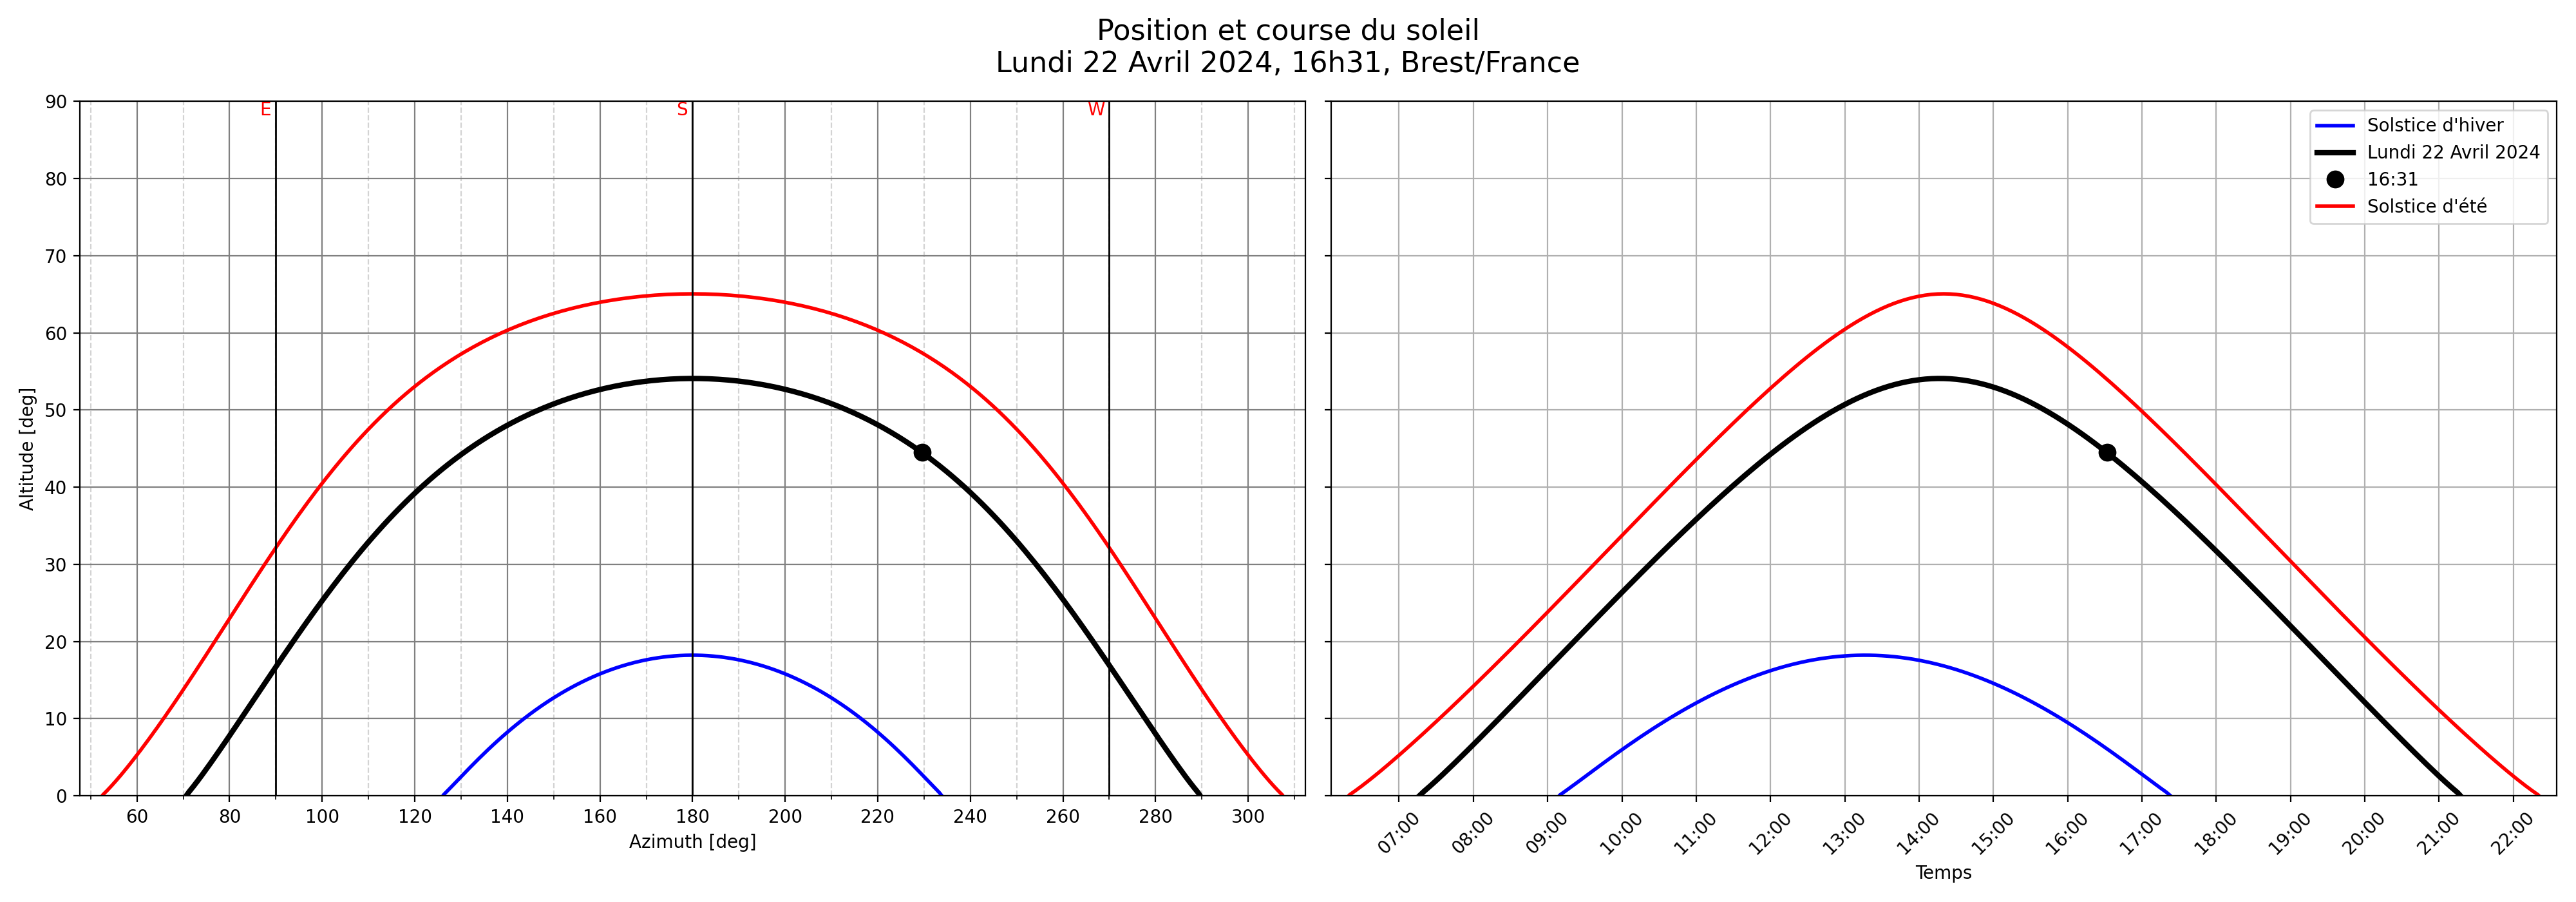 Position et course du soleil
Lundi 22 Avril 2024, 16h31, Brest/France
E S W
90
80
70
60
50
40
30
20
10
0
Altitude [deg]
60 80 100 120 140 160 180 200 220 240 260 280 300
Azimuth [deg]
Solstice d'hiver
Lundi 22 Avril 2024
16:31
Solstice d'été
07:00 08:00 09:00 10:00 11:00 12:00 13:00 14:00 15:00 16:00 17:00 18:00 19:00 20:00 21:00 22:00
Temps